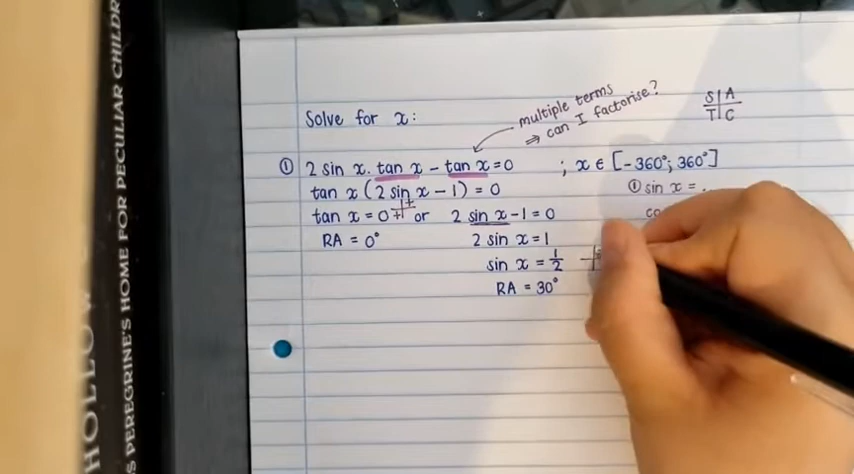 HOLLOW
PEREGRINE'S HOME FOR PECULIAR CHILDR
S
Solve for x:
multiple terms
⇒ can I factorise?
S | A
T | C
① 2 sin x. tan x - tan x = 0 ; x ∈ [-360°; 360°]
tan x (2 sin x - 1) = 0
① sin x =
tan x = 0 or 2 sin x - 1 = 0
RA = 0°
2 sin x = 1
sin x = 1/2
RA = 30°